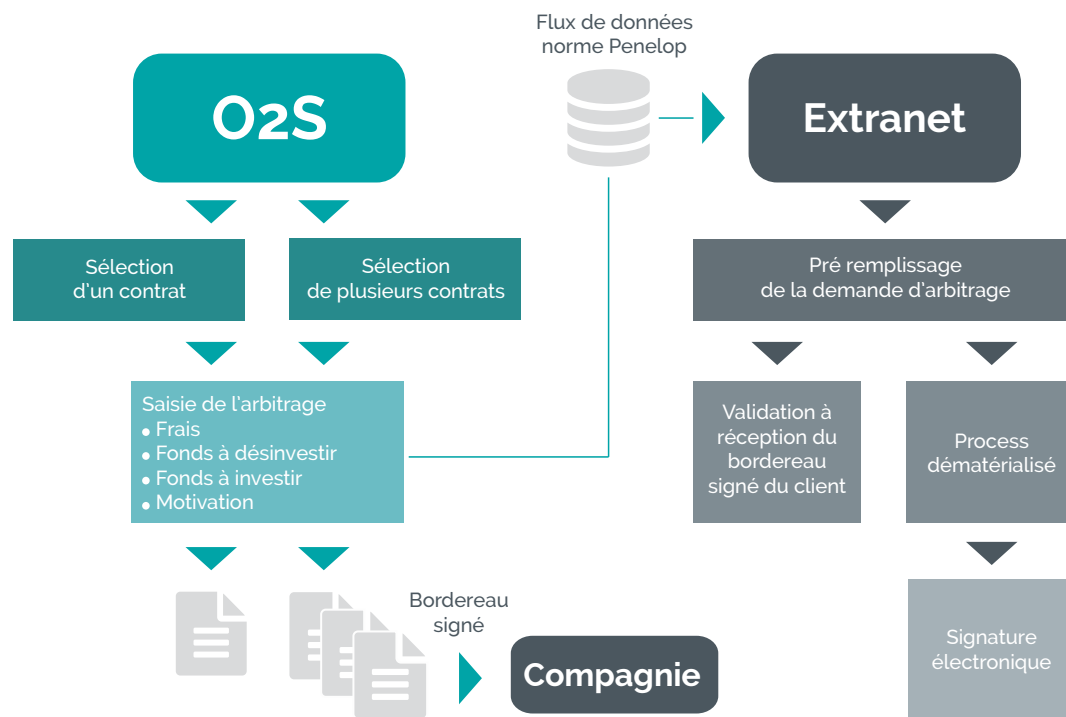 Flux de données
norme Penelop
O2S
Extranet
Sélection
d'un contrat
Sélection
de plusieurs contrats
Pré remplissage
de la demande d'arbitrage
Saisie de l'arbitrage
• Frais
• Fonds à désinvestir
• Fonds à investir
• Motivation
Validation à
réception du
bordereau
signé du client
Process
dématérialisé
Bordereau
signé
Compagnie
Signature
électronique